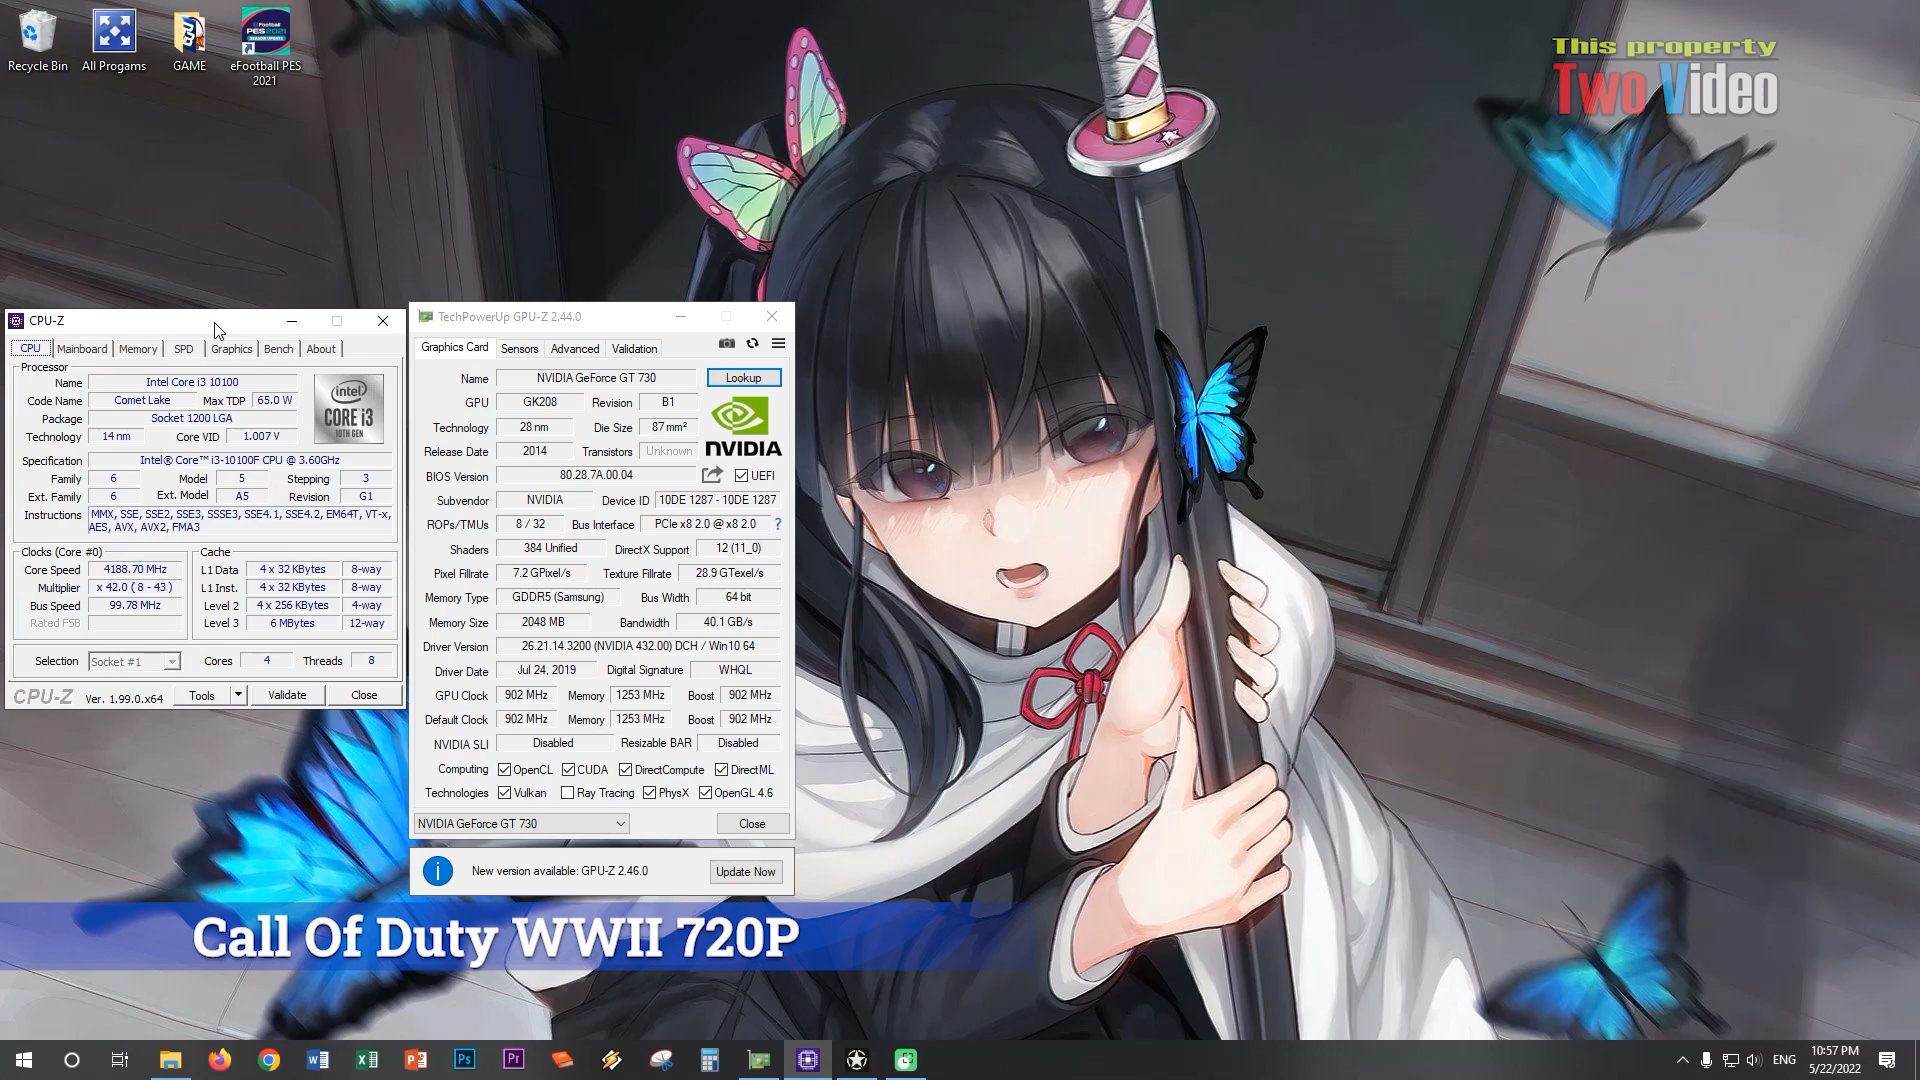 Recycle Bin
All Progams
GAME
eFootball PES
2021
This property
Two Video
CPU-Z
CPU Mainboard Memory SPD Graphics Bench About
Processor
Name Intel Core i3 10100
Code Name Comet Lake Max TDP 65.0 W
Package Socket 1200 LGA
Technology 14 nm Core VID 1.007 V
intel
CORE i3
10TH GEN
Specification Intel® Core™ i3-10100F CPU @ 3.60GHz
Family 6 Model 5 Stepping 3
Ext. Family 6 Ext. Model A5 Revision G1
Instructions MMX, SSE, SSE2, SSE3, SSSE3, SSE4.1, SSE4.2, EM64T, VT-x,
AES, AVX, AVX2, FMA3
Clocks (Core #0)
Core Speed 4188.70 MHz
Multiplier x 42.0 ( 8 - 43 )
Bus Speed 99.78 MHz
Rated FSB
Cache
L1 Data 4 x 32 KBytes 8-way
L1 Inst. 4 x 32 KBytes 8-way
Level 2 4 x 256 KBytes 4-way
Level 3 6 MBytes 12-way
Selection Socket #1 Cores 4 Threads 8
CPU-Z Ver. 1.99.0.x64 Tools Validate Close
TechPowerUp GPU-Z 2.44.0
Graphics Card Sensors Advanced Validation
Name NVIDIA GeForce GT 730 Lookup
GPU GK208 Revision B1
Technology 28 nm Die Size 87 mm²
Release Date 2014 Transistors Unknown
NVIDIA
BIOS Version 80.28.7A.00.04 UEFI
Subvendor NVIDIA Device ID 10DE 1287 - 10DE 1287
ROPs/TMUs 8 / 32 Bus Interface PCIe x8 2.0 @ x8 2.0 ?
Shaders 384 Unified DirectX Support 12 (11_0)
Pixel Fillrate 7.2 GPixel/s Texture Fillrate 28.9 GTexel/s
Memory Type GDDR5 (Samsung) Bus Width 64 bit
Memory Size 2048 MB Bandwidth 40.1 GB/s
Driver Version 26.21.14.3200 (NVIDIA 432.00) DCH / Win10 64
Driver Date Jul 24, 2019 Digital Signature WHQL
GPU Clock 902 MHz Memory 1253 MHz Boost 902 MHz
Default Clock 902 MHz Memory 1253 MHz Boost 902 MHz
NVIDIA SLI Disabled Resizable BAR Disabled
Computing OpenCL CUDA DirectCompute DirectML
Technologies Vulkan Ray Tracing PhysX OpenGL 4.6
NVIDIA GeForce GT 730 Close
New version available: GPU-Z 2.46.0 Update Now
Call Of Duty WWII 720P
ENG
10:57 PM
5/22/2022